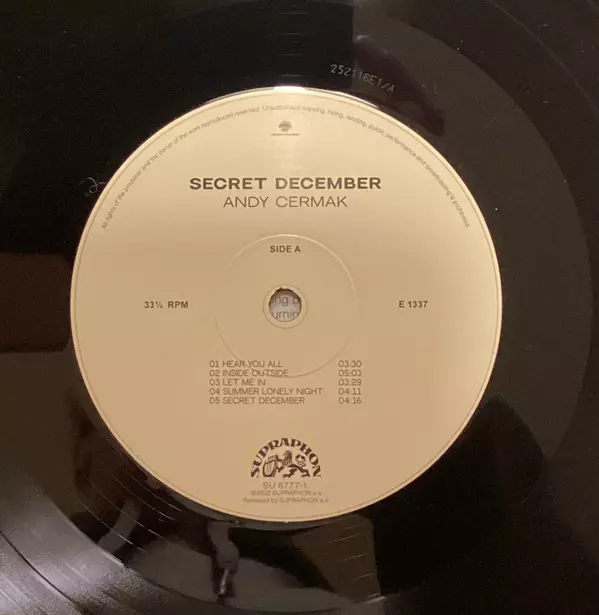 252116E1/A
All rights of the producer and the owner of the work reproduced reserved. Unauthorised copying, hiring, lending, public performance and broadcasting is prohibited.
SECRET DECEMBER
ANDY CERMAK
SIDE A
33⅓ RPM
E 1337
01 HEAR YOU ALL 03:30
02 INSIDE OUTSIDE 05:03
03 LET ME IN 03:29
04 SUMMER LONELY NIGHT 04:11
05 SECRET DECEMBER 04:16
SUPRAPHON
SU 6777-1
SUPRAPHON a.s.
Released by SUPRAPHON a.s.